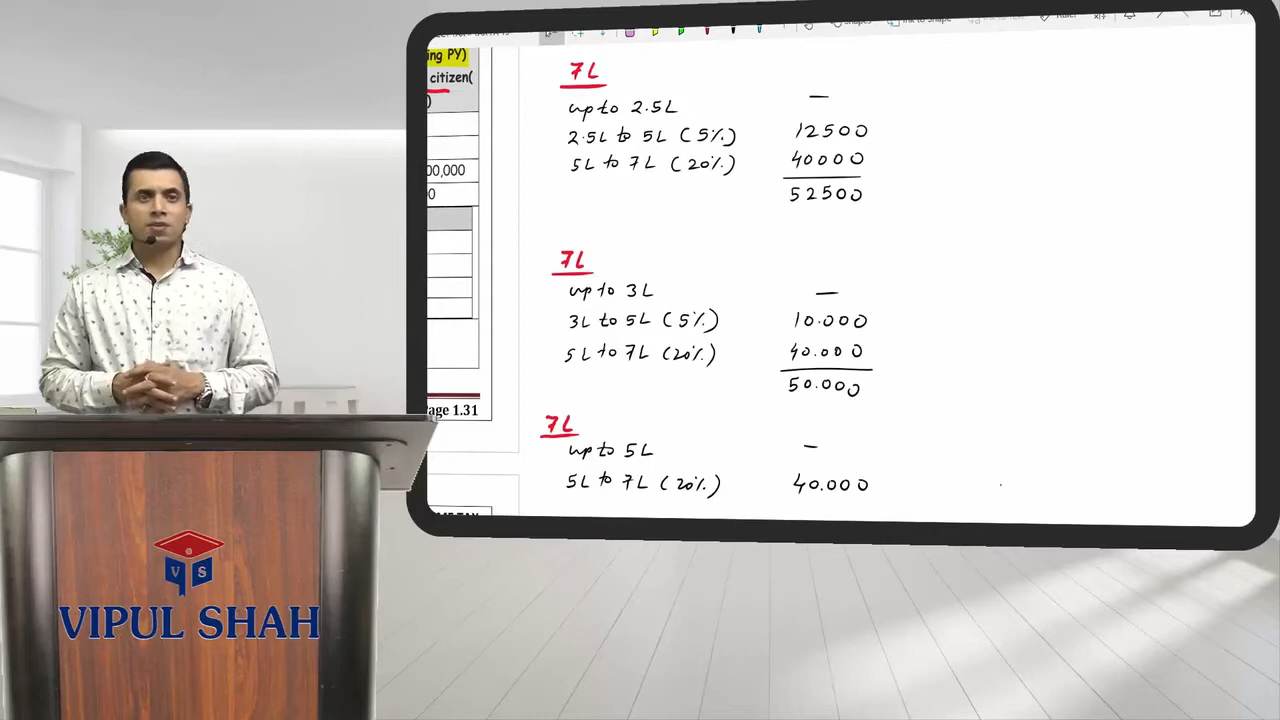 ing PY)
citizen(
)
00,000
0
age 1.31
7L
upto 2.5L —
2.5L to 5L (5%) 12500
5L to 7L (20%) 40000
52500
7L
upto 3L —
3L to 5L (5%) 10.000
5L to 7L (20%) 40.000
50.000
7L
upto 5L —
5L to 7L (20%) 40.000
VS
VIPUL SHAH